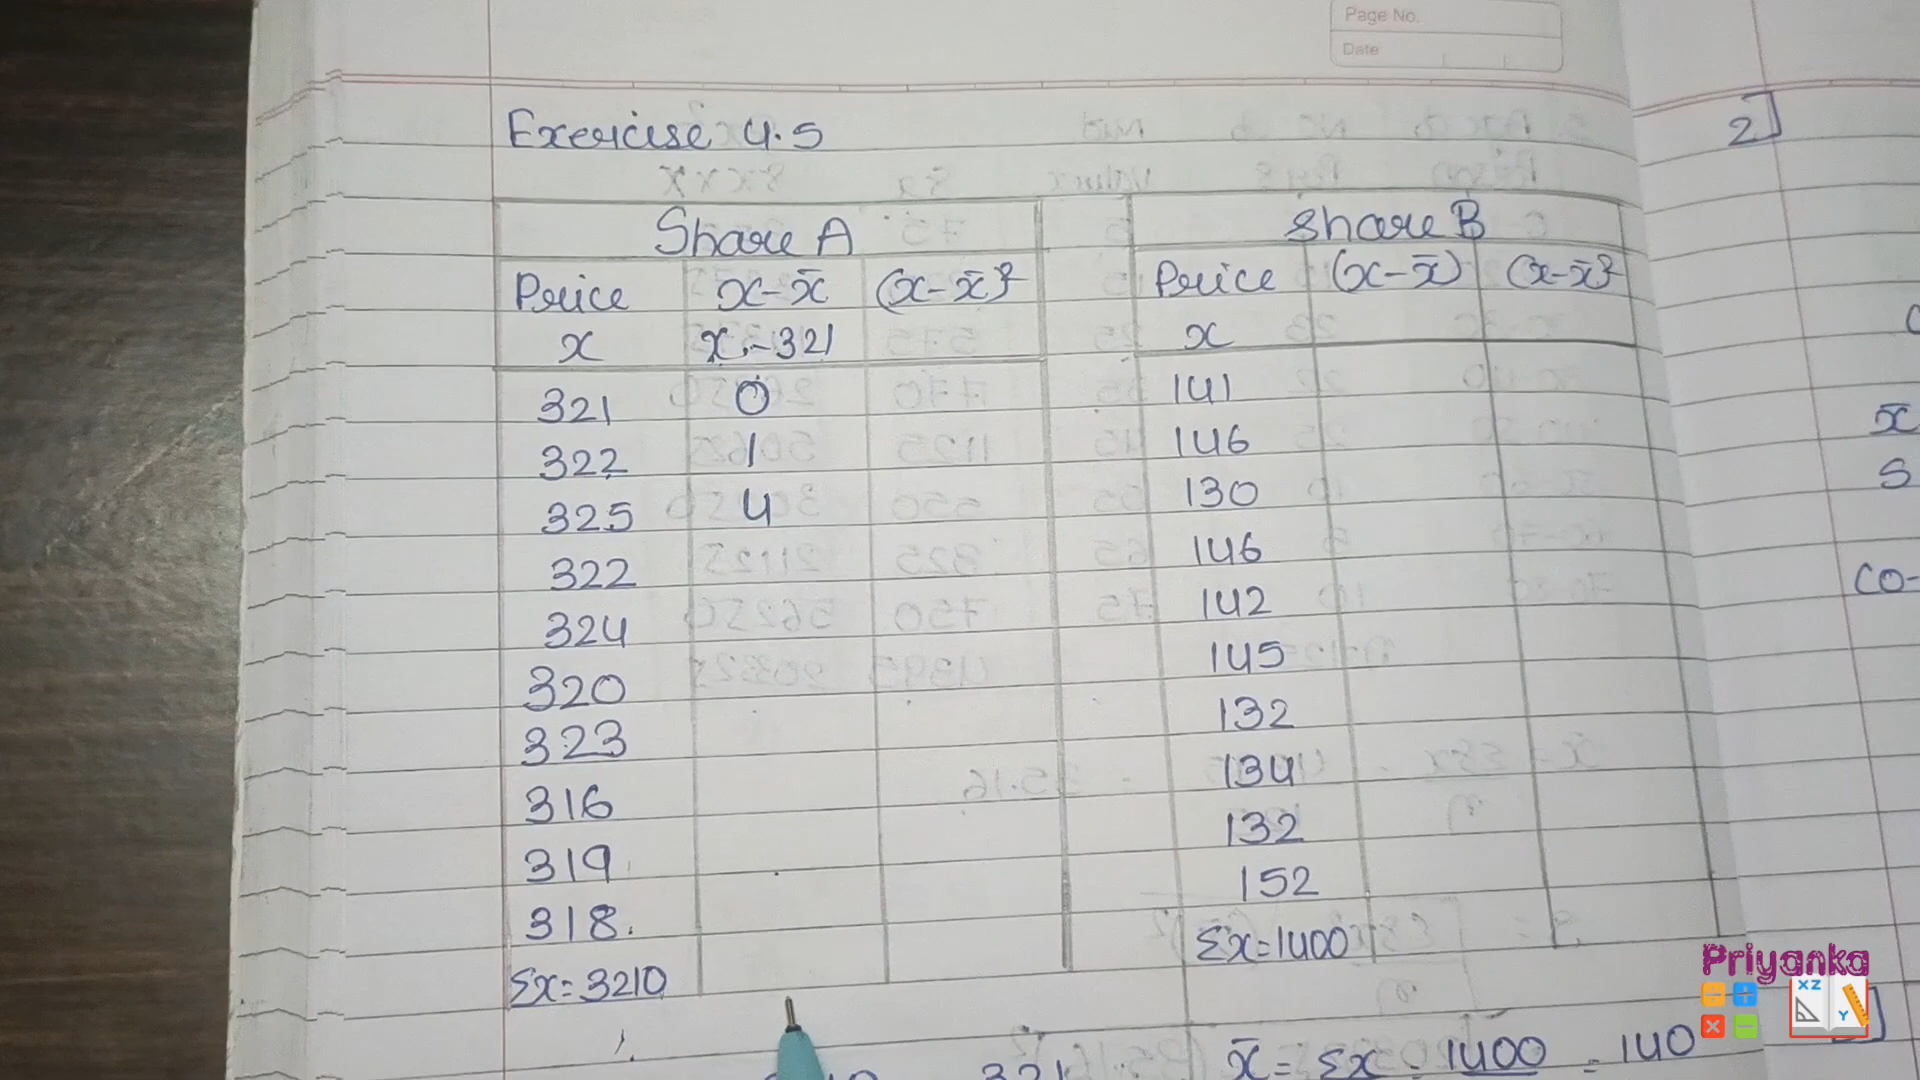 Page No.
Date
Exercise 4.5
2]
Share A
Share B
Price x-x̄ (x-x̄)²
Price (x-x̄) (x-x̄)²
x x-321
x
321 0
141
322 1
146
325 4
130
322
146
324
142
320
145
323
132
316
134
319
132
318
152
Σx=3210
Σx=1400
x̄
S
CO-
321
x̄= Σx 1400 = 140
Priyanka
XZ
Y